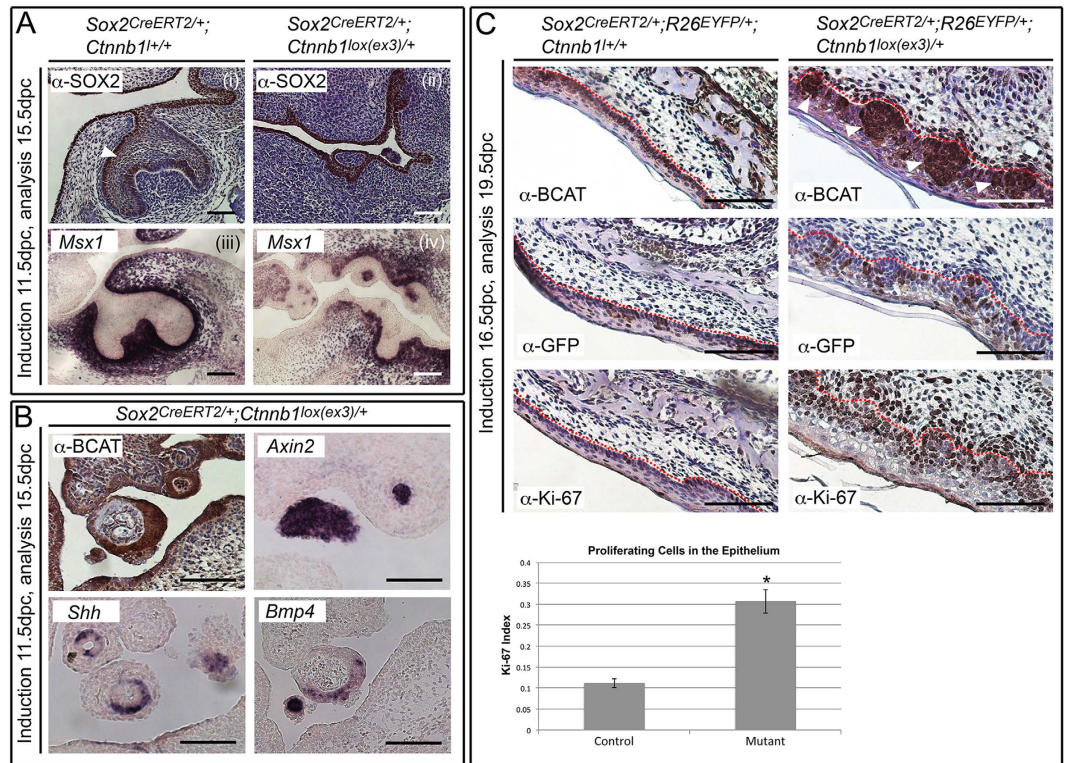 A
Sox2CreERT2/+;
Ctnnb1l+/+
Sox2CreERT2/+;
Ctnnb1lox(ex3)/+
Induction 11.5dpc, analysis 15.5dpc
α-SOX2
(i)
α-SOX2
(ii)
Msx1
(iii)
Msx1
(iv)
B
Sox2CreERT2/+;Ctnnb1lox(ex3)/+
Induction 11.5dpc, analysis 15.5dpc
α-BCAT
Axin2
Shh
Bmp4
C
Sox2CreERT2/+;R26EYFP/+;
Ctnnb1l+/+
Sox2CreERT2/+;R26EYFP/+;
Ctnnb1lox(ex3)/+
Induction 16.5dpc, analysis 19.5dpc
α-BCAT
α-BCAT
α-GFP
α-GFP
α-Ki-67
α-Ki-67
Proliferating Cells in the Epithelium
Ki-67 Index
0.4
0.35
0.3
0.25
0.2
0.15
0.1
0.05
0
*
Control
Mutant